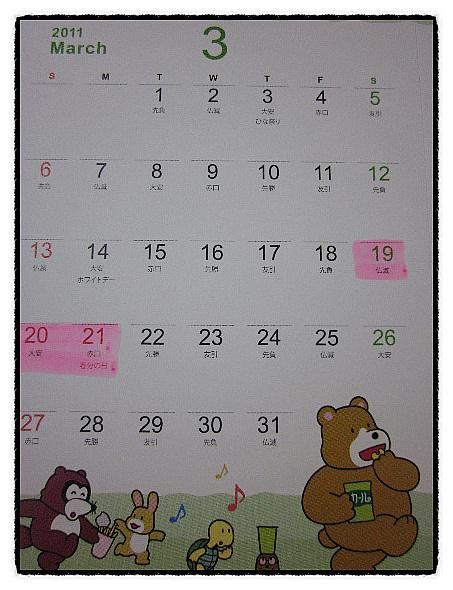 2011
March
3
S M T W T F S
1 2 3 4 5
先負 仏滅 大安 赤口 友引
ひな祭り
6 7 8 9 10 11 12
先負 仏滅 大安 赤口 先勝 友引 先負
13 14 15 16 17 18 19
仏滅 大安 赤口 先勝 友引 先負 仏滅
ホワイトデー
20 21 22 23 24 25 26
大安 赤口 先勝 友引 先負 仏滅 大安
春分の日
27 28 29 30 31
赤口 先勝 友引 先負 仏滅
カール